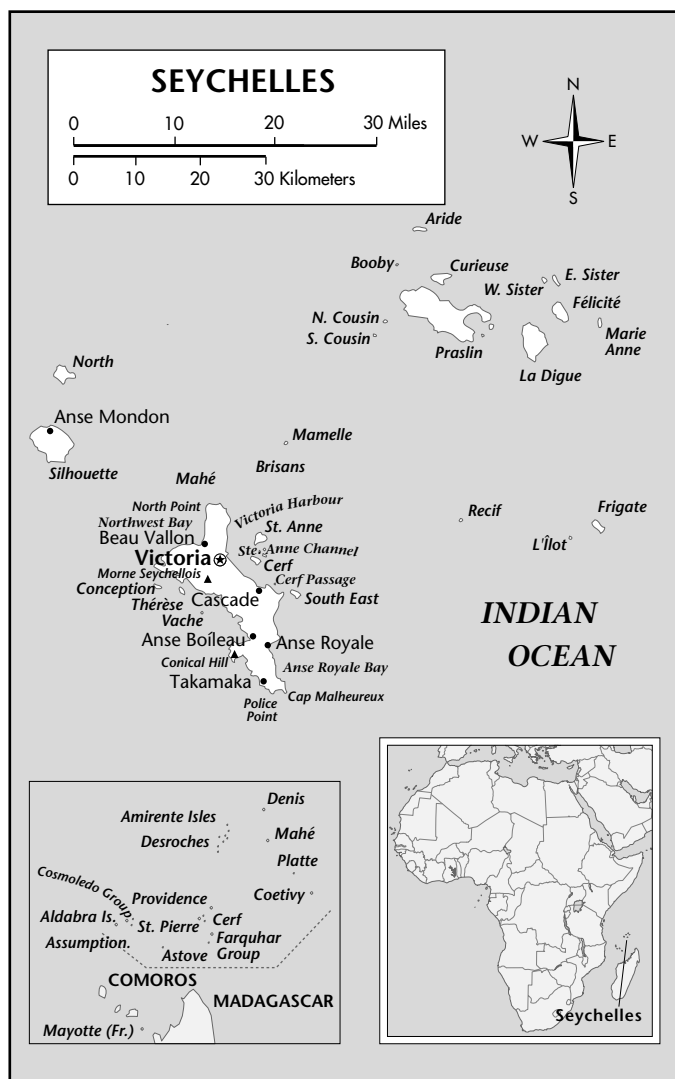 SEYCHELLES
0 10 20 30 Miles
0 10 20 30 Kilometers
N
W E
S
Aride
Booby
Curieuse
E. Sister
W. Sister
Félicité
N. Cousin
S. Cousin
Marie
Anne
Praslin
La Digue
North
Anse Mondon
Silhouette
Mamelle
Brisans
Mahé
North Point
Victoria Harbour
Northwest Bay
St. Anne
Recif
Frigate
L'Îlot
Beau Vallon
Ste. Anne Channel
Victoria
Cerf
Morne Seychellois
Cerf Passage
Conception
Cascade
South East
Thérèse
Vache
INDIAN
OCEAN
Anse Boíleau
Anse Royale
Conical Hill
Anse Royale Bay
Takamaka
Cap Malheureux
Police
Point
Denis
Amirente Isles
Desroches
Mahé
Platte
Cosmoledo Group
Providence
Coetivy
Aldabra Is.
St. Pierre
Cerf
Assumption.
Farquhar
Group
Astove
COMOROS
MADAGASCAR
Mayotte (Fr.)
Seychelles